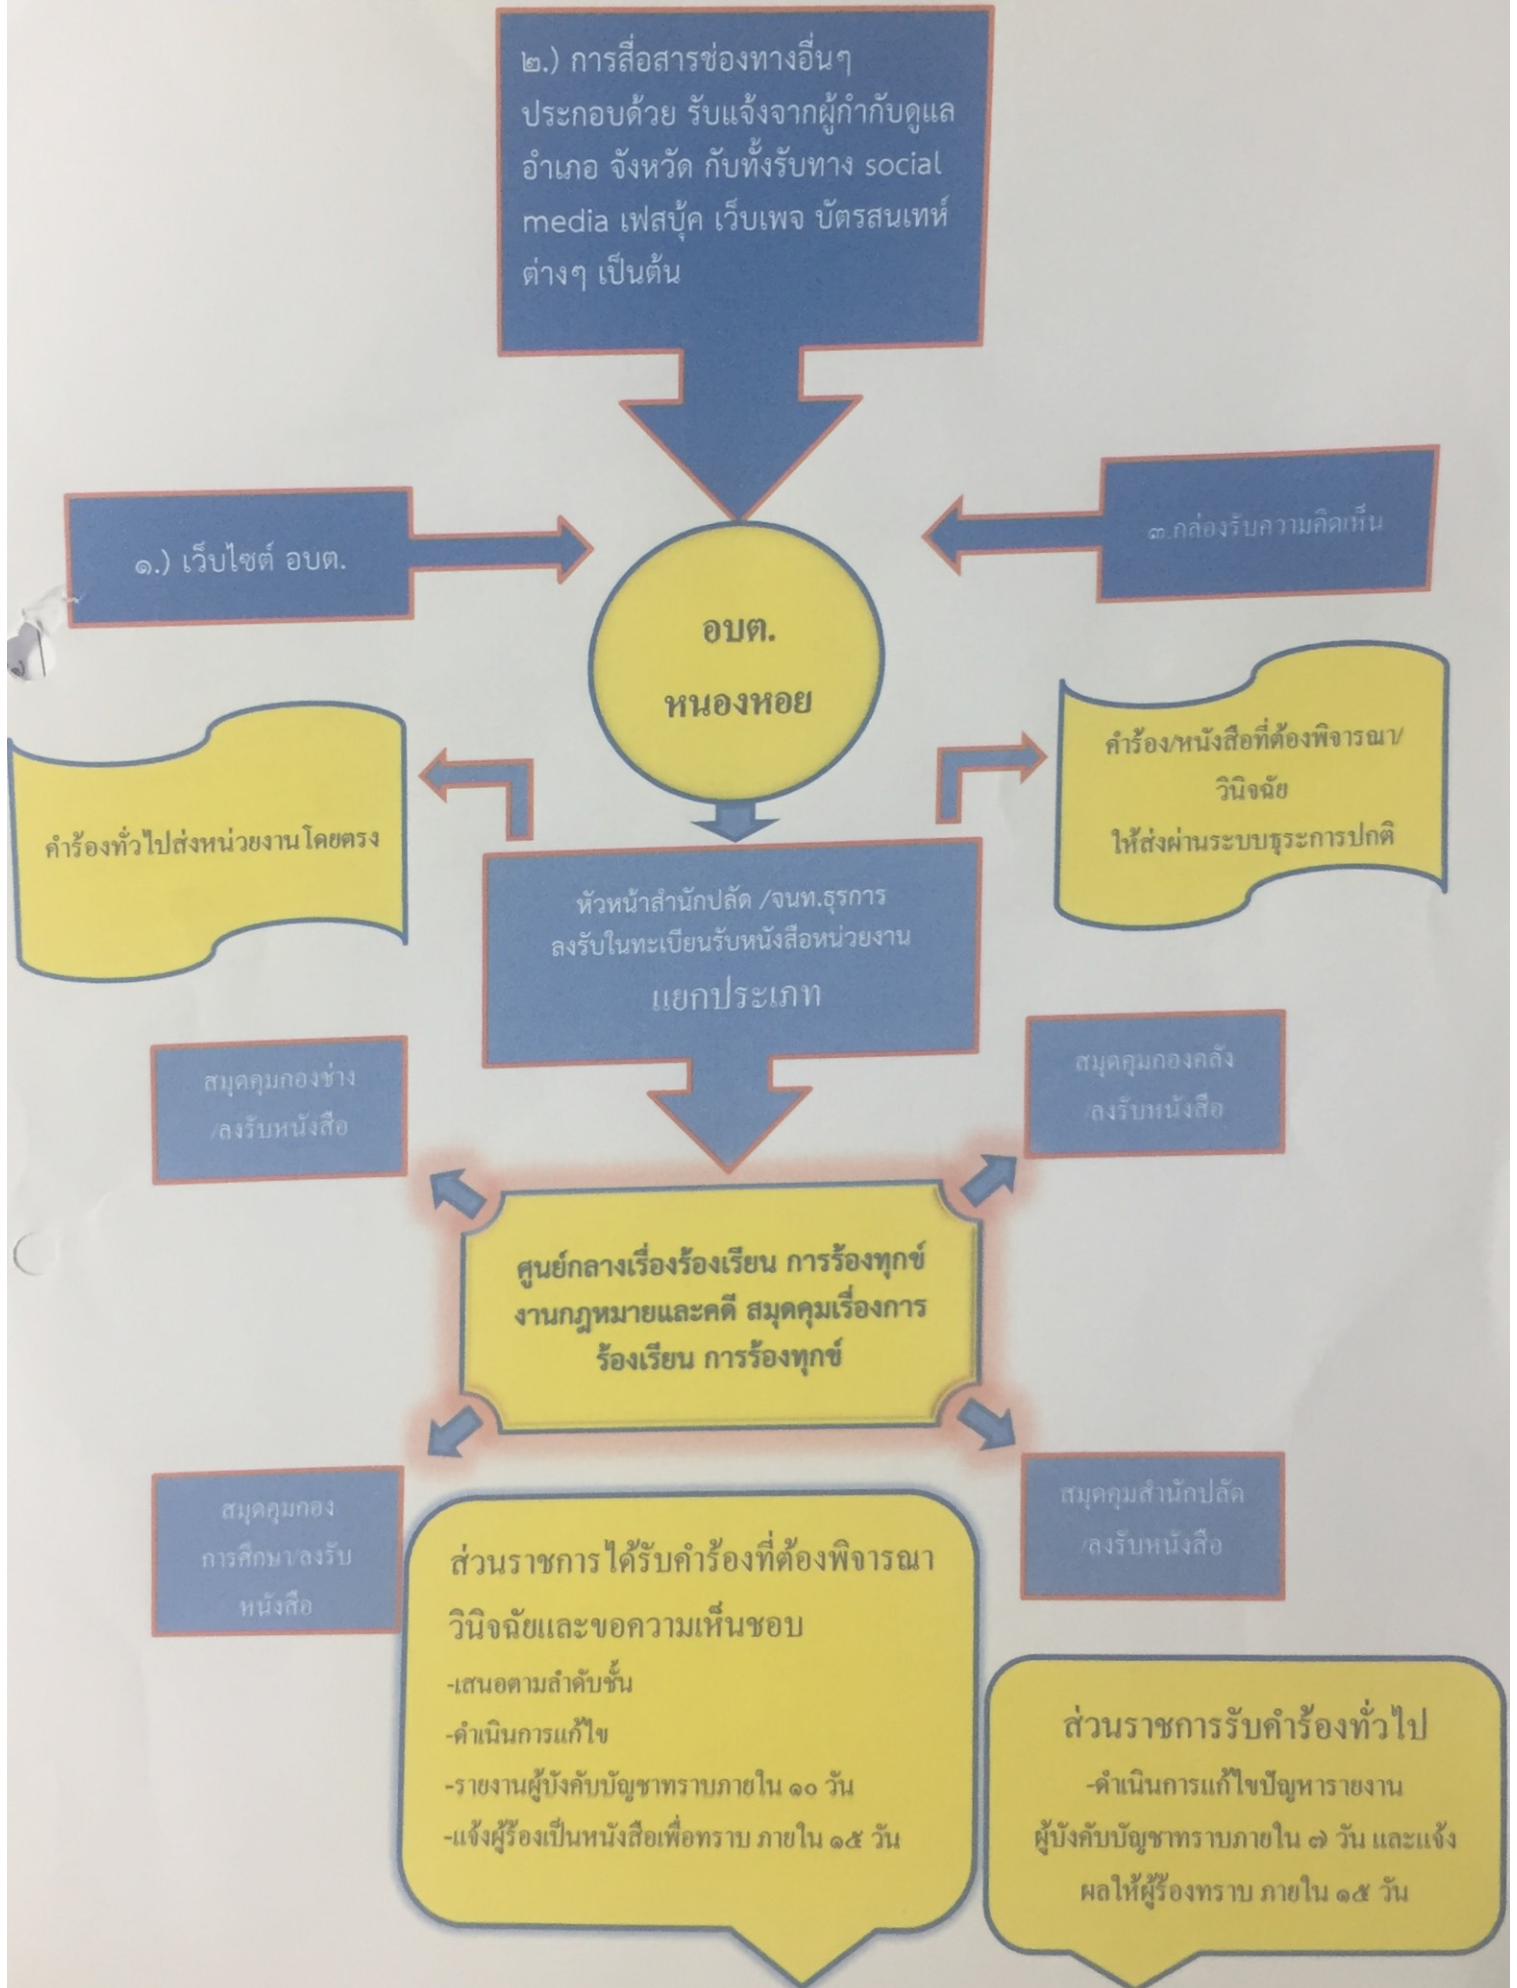 ๒.) การสื่อสารช่องทางอื่นๆ
ประกอบด้วย รับแจ้งจากผู้กำกับดูแล
อำเภอ จังหวัด กับทั้งรับทาง social
media เฟสบุ้ค เว็บเพจ บัตรสนเทห์
ต่างๆ เป็นต้น
๑.) เว็บไซต์ อบต.
๓.กล่องรับความคิดเห็น
อบต.
หนองหอย
คำร้องทั่วไปส่งหน่วยงานโดยตรง
คำร้อง/หนังสือที่ต้องพิจารณา/
วินิจฉัย
ให้ส่งผ่านระบบธุระการปกติ
หัวหน้าสำนักปลัด /จนท.ธุรการ
ลงรับในทะเบียนรับหนังสือหน่วยงาน
แยกประเภท
สมุดคุมกองช่าง
/ลงรับหนังสือ
สมุดคุมกองคลัง
/ลงรับหนังสือ
ศูนย์กลางเรื่องร้องเรียน การร้องทุกข์
งานกฎหมายและคดี สมุดคุมเรื่องการ
ร้องเรียน การร้องทุกข์
สมุดคุมกอง
การศึกษา/ลงรับ
หนังสือ
สมุดคุมสำนักปลัด
/ลงรับหนังสือ
ส่วนราชการได้รับคำร้องที่ต้องพิจารณา
วินิจฉัยและขอความเห็นชอบ
-เสนอตามลำดับชั้น
-ดำเนินการแก้ไข
-รายงานผู้บังคับบัญชาทราบภายใน ๑๐ วัน
-แจ้งผู้ร้องเป็นหนังสือเพื่อทราบ ภายใน ๑๕ วัน
ส่วนราชการรับคำร้องทั่วไป
-ดำเนินการแก้ไขปัญหารายงาน
ผู้บังคับบัญชาทราบภายใน ๗ วัน และแจ้ง
ผลให้ผู้ร้องทราบ ภายใน ๑๕ วัน